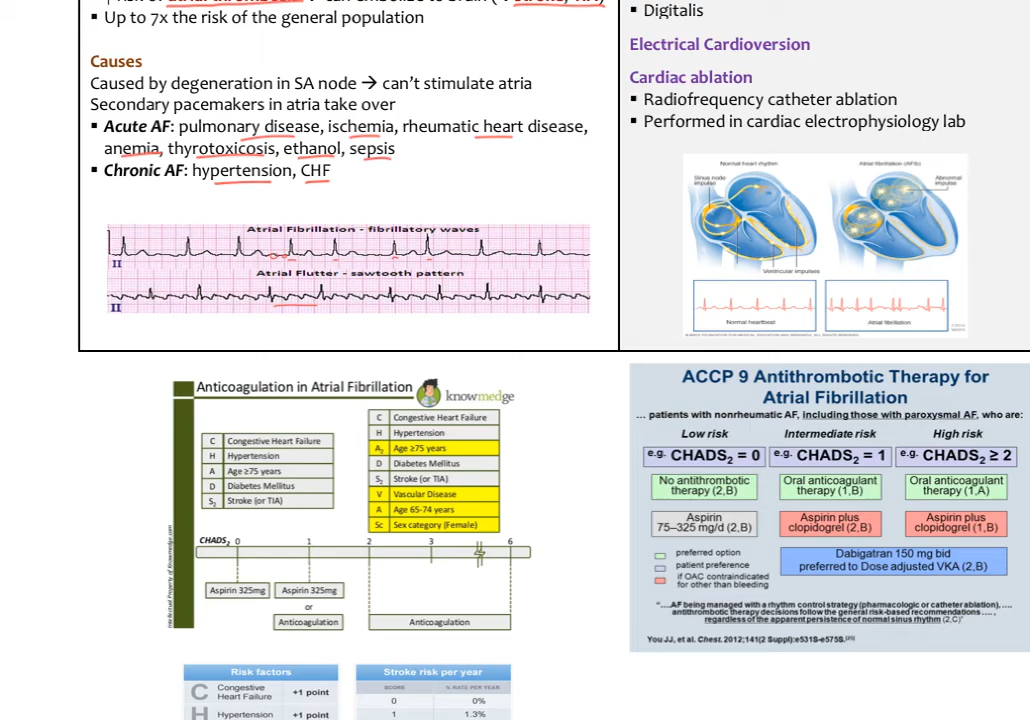 ▪ Up to 7x the risk of the general population
Causes
Caused by degeneration in SA node → can't stimulate atria
Secondary pacemakers in atria take over
▪ Acute AF: pulmonary disease, ischemia, rheumatic heart disease,
anemia, thyrotoxicosis, ethanol, sepsis
▪ Chronic AF: hypertension, CHF
Atrial Fibrillation - fibrillatory waves
II
Atrial Flutter - sawtooth pattern
II
▪ Digitalis
Electrical Cardioversion
Cardiac ablation
▪ Radiofrequency catheter ablation
▪ Performed in cardiac electrophysiology lab
Normal heart rhythm
Atrial fibrillation (AFib)
Sinus node
impulse
Abnormal
impulse
Ventricular impulses
Normal heartbeat
Atrial fibrillation
Anticoagulation in Atrial Fibrillation
knowmedge
C Congestive Heart Failure
H Hypertension
A Age ≥75 years
D Diabetes Mellitus
S2 Stroke (or TIA)
C Congestive Heart Failure
H Hypertension
A2 Age ≥75 years
D Diabetes Mellitus
S2 Stroke (or TIA)
V Vascular Disease
A Age 65-74 years
Sc Sex category (Female)
CHADS2 0 1 2 3 6
Aspirin 325mg
Aspirin 325mg
or
Anticoagulation
Anticoagulation
Intellectual Property of Knowmedge.com
Risk factors
C Congestive Heart Failure +1 point
H Hypertension +1 point
Stroke risk per year
SCORE % RATE PER YEAR
0 0%
1 1.3%
ACCP 9 Antithrombotic Therapy for
Atrial Fibrillation
… patients with nonrheumatic AF, including those with paroxysmal AF, who are:
Low risk Intermediate risk High risk
e.g. CHADS2 = 0 e.g. CHADS2 = 1 e.g. CHADS2 ≥ 2
No antithrombotic therapy (2,B)
Oral anticoagulant therapy (1,B)
Oral anticoagulant therapy (1,A)
Aspirin 75–325 mg/d (2,B)
Aspirin plus clopidogrel (2,B)
Aspirin plus clopidogrel (1,B)
preferred option
patient preference
if OAC contraindicated
for other than bleeding
Dabigatran 150 mg bid
preferred to Dose adjusted VKA (2,B)
"….AF being managed with a rhythm control strategy (pharmacologic or catheter ablation), ….
antithrombotic therapy decisions follow the general risk-based recommendations ….,
regardless of the apparent persistence of normal sinus rhythm (2,C)"
You JJ, et al. Chest. 2012;141(2 Suppl):e531S-e575S.[25]